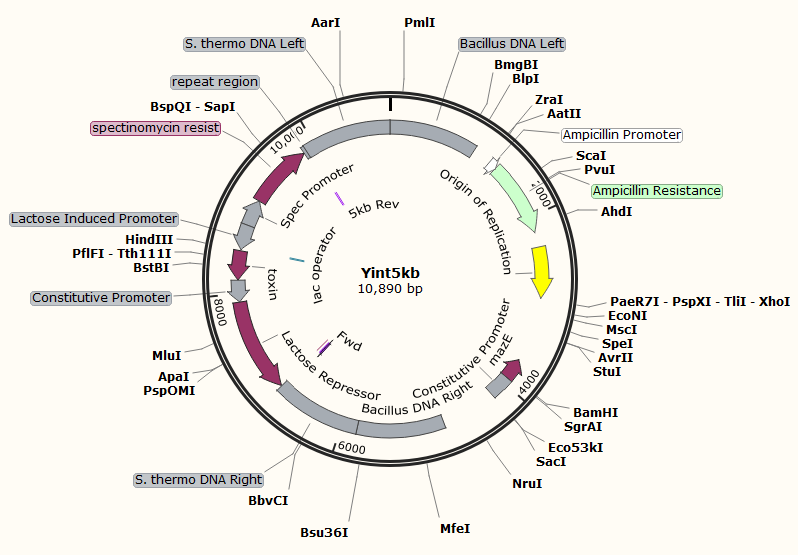 AarI
PmlI
S. thermo DNA Left
Bacillus DNA Left
BmgBI
BlpI
repeat region
ZraI
BspQI - SapI
AatII
spectinomycin resist
Ampicillin Promoter
10,000
ScaI
PvuI
2000
Ampicillin Resistance
Spec Promoter
5kb Rev
Origin of Replication
AhdI
Lactose Induced Promoter
HindIII
PflFI - Tth111I
BstBI
lac operator
toxin
Yint5kb
10,890 bp
Constitutive Promoter
8000
PaeR7I - PspXI - TliI - XhoI
EcoNI
MscI
SpeI
AvrII
StuI
MluI
ApaI
PspOMI
Fwd
Lactose Repressor
Constitutive Promoter
mazE
Bacillus DNA Right
4000
BamHI
SgrAI
Eco53kI
SacI
6000
S. thermo DNA Right
NruI
BbvCI
Bsu36I
MfeI